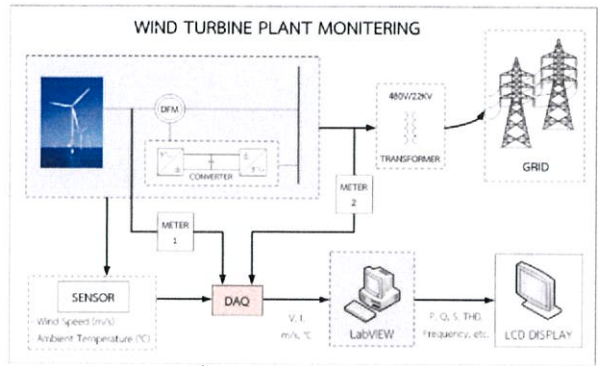 WIND TURBINE PLANT MONITERING
DFM
CONVERTER
480W/22KV
TRANSFORMER
GRID
METER
1
METER
2
SENSOR
Wind Speed (m/s)
Ambient Temperature (°C)
DAQ
V, I,
m/s, °C
LabVIEW
P, Q, S, THD,
Frequency, etc.
LCD DISPLAY